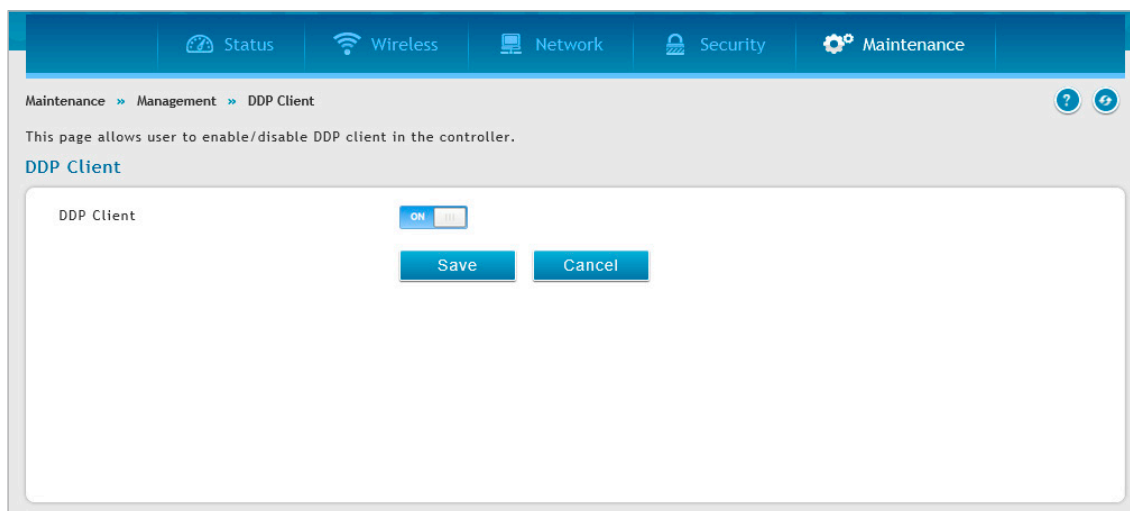 Status Wireless Network Security Maintenance
Maintenance » Management » DDP Client ?
This page allows user to enable/disable DDP client in the controller.
DDP Client
DDP Client ON
Save Cancel